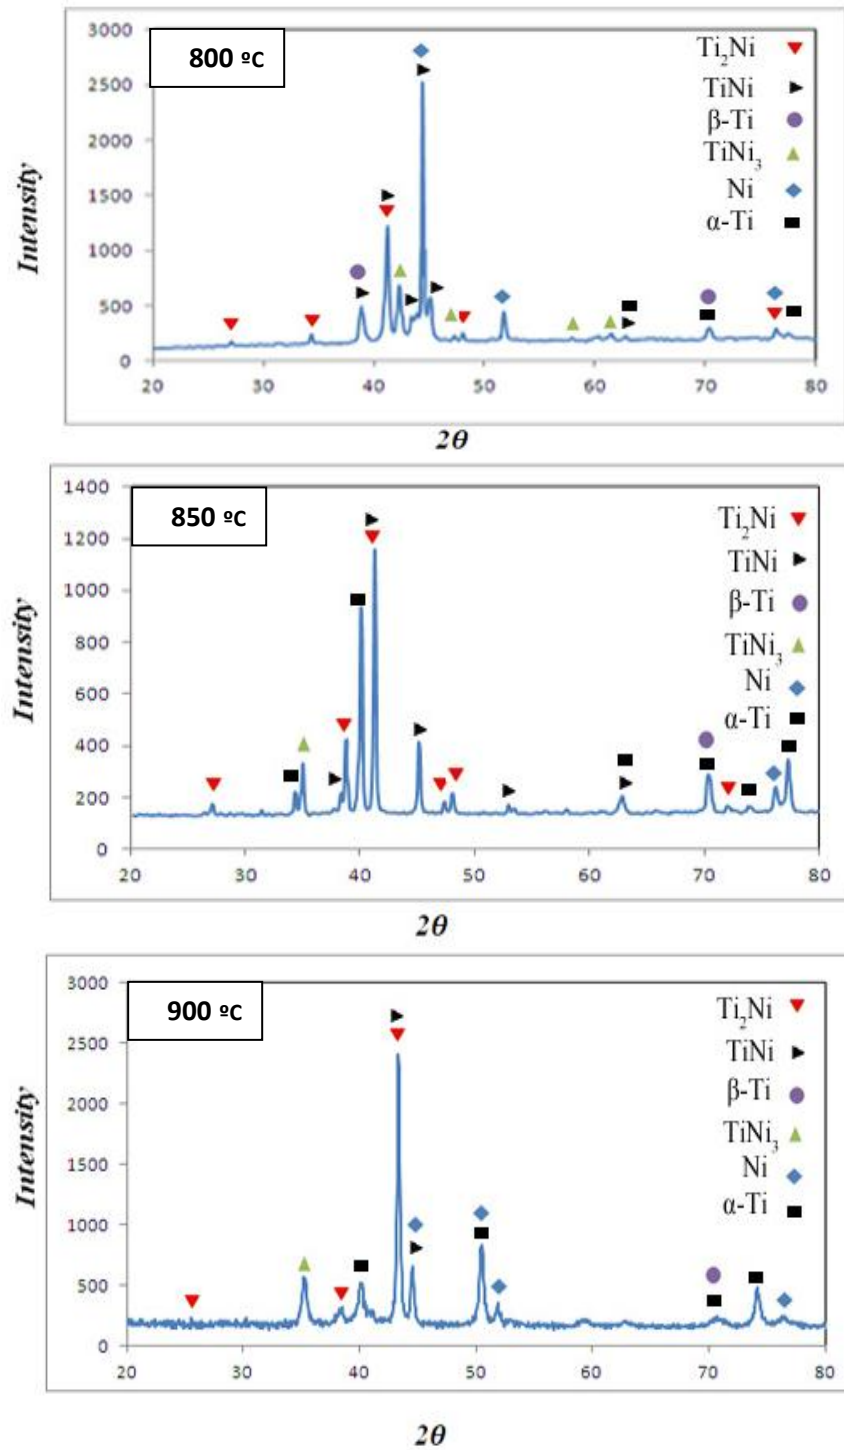 3000
800 ºC
Ti₂Ni
2500
TiNi
2000
β-Ti
TiNi₃
1500
Ni
1000
α-Ti
500
0
20 30 40 50 60 70 80
Intensity
2θ
1400
850 ºC
Ti₂Ni
1200
TiNi
1000
β-Ti
800
TiNi₃
600
Ni
400
α-Ti
200
0
20 30 40 50 60 70 80
Intensity
2θ
3000
900 ºC
Ti₂Ni
2500
TiNi
2000
β-Ti
TiNi₃
1500
Ni
1000
α-Ti
500
0
20 30 40 50 60 70 80
Intensity
2θ